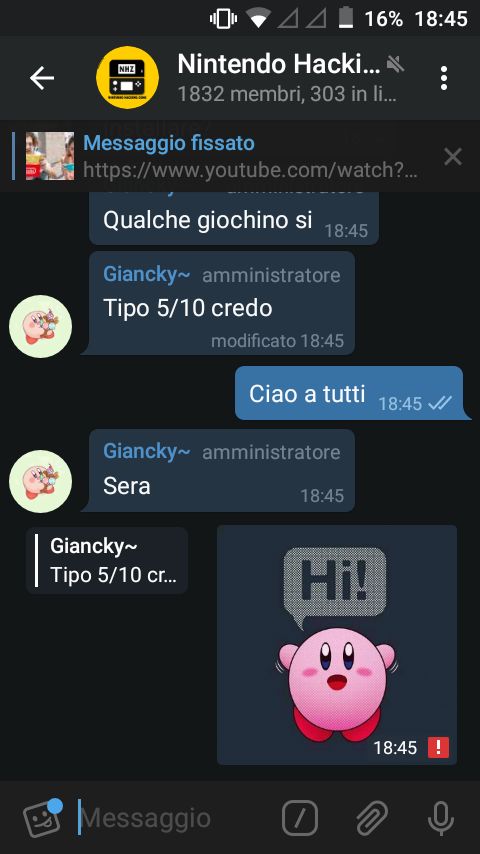 16% 18:45
NHZ
Nintendo Hacki...
1832 membri, 303 in li...
Messaggio fissato
https://www.youtube.com/watch?...
amministratore
Qualche giochino si 18:45
Giancky~ amministratore
Tipo 5/10 credo
modificato 18:45
Ciao a tutti 18:45
Giancky~ amministratore
Sera
18:45
Giancky~
Tipo 5/10 cr...
Hi!
18:45
Messaggio